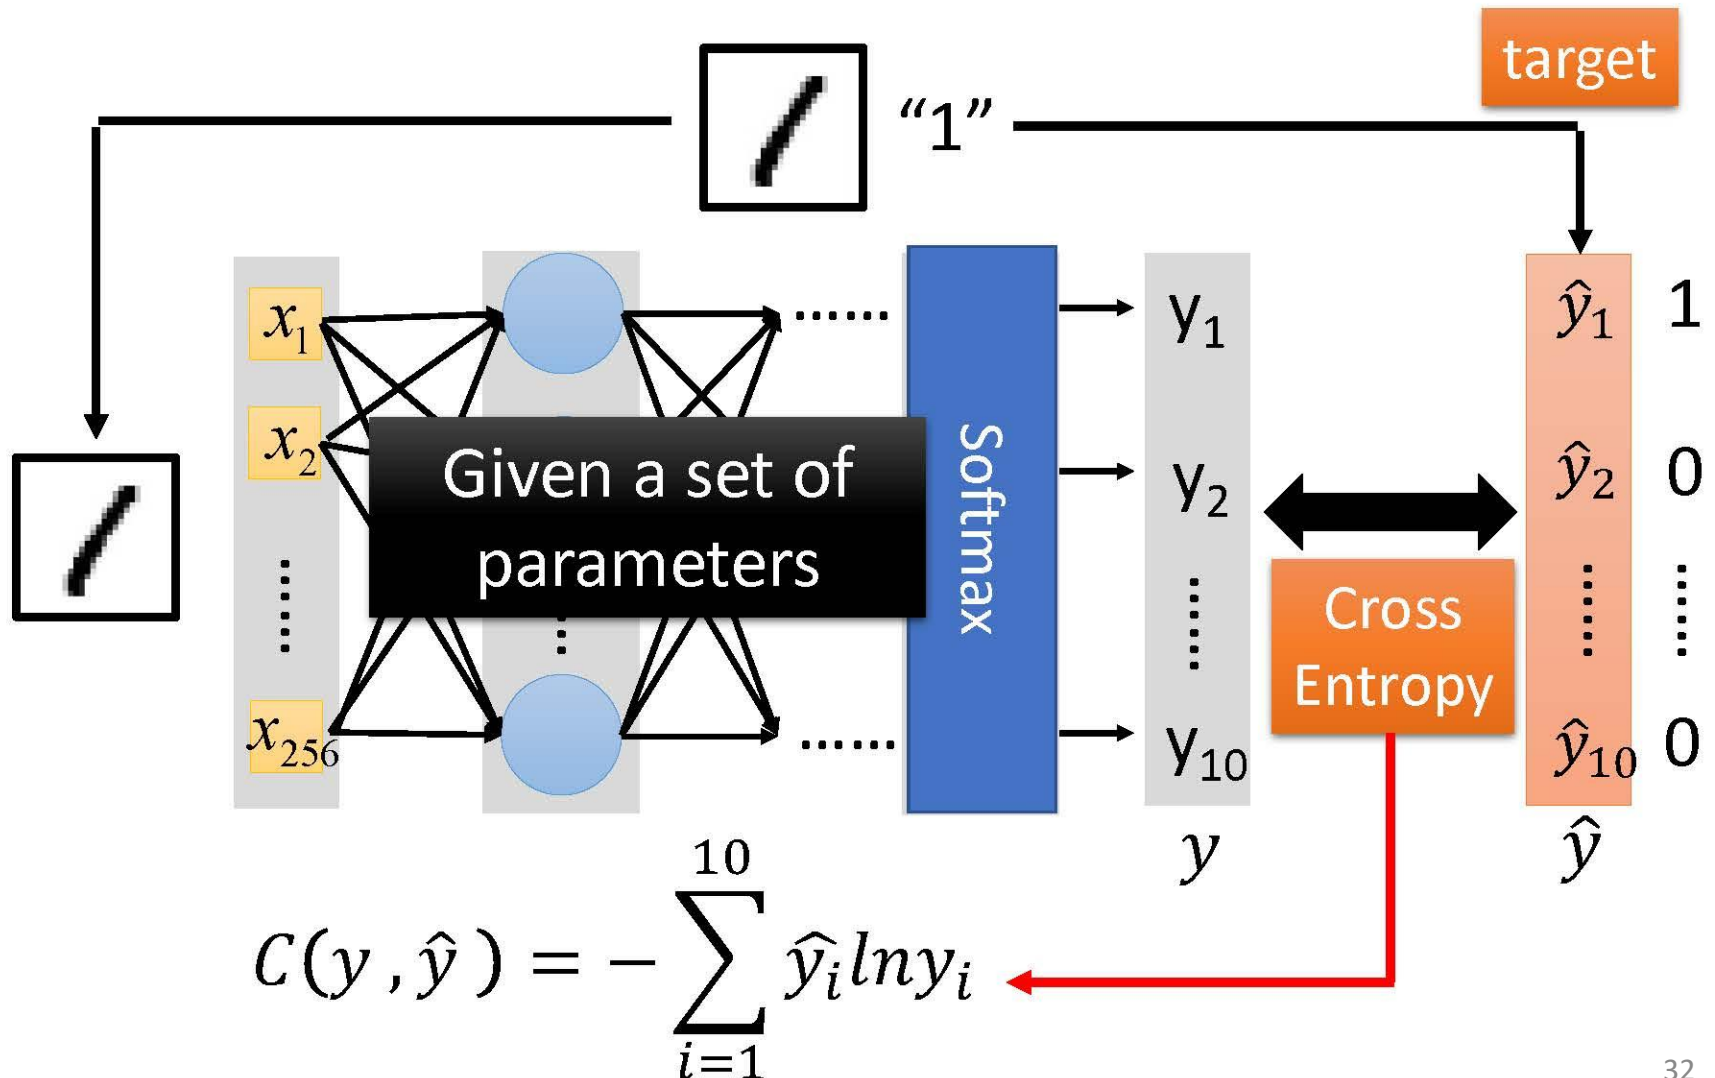 target
“1”
x₁
x₂
⋮
x₂₅₆
Given a set of
parameters
……
……
Softmax
y₁
y₂
⋮
y₁₀
y
Cross
Entropy
ŷ₁ 1
ŷ₂ 0
⋮ ⋮
ŷ₁₀ 0
ŷ
C(y , ŷ ) = − ∑_{i=1}^{10} ŷᵢ lnyᵢ
32